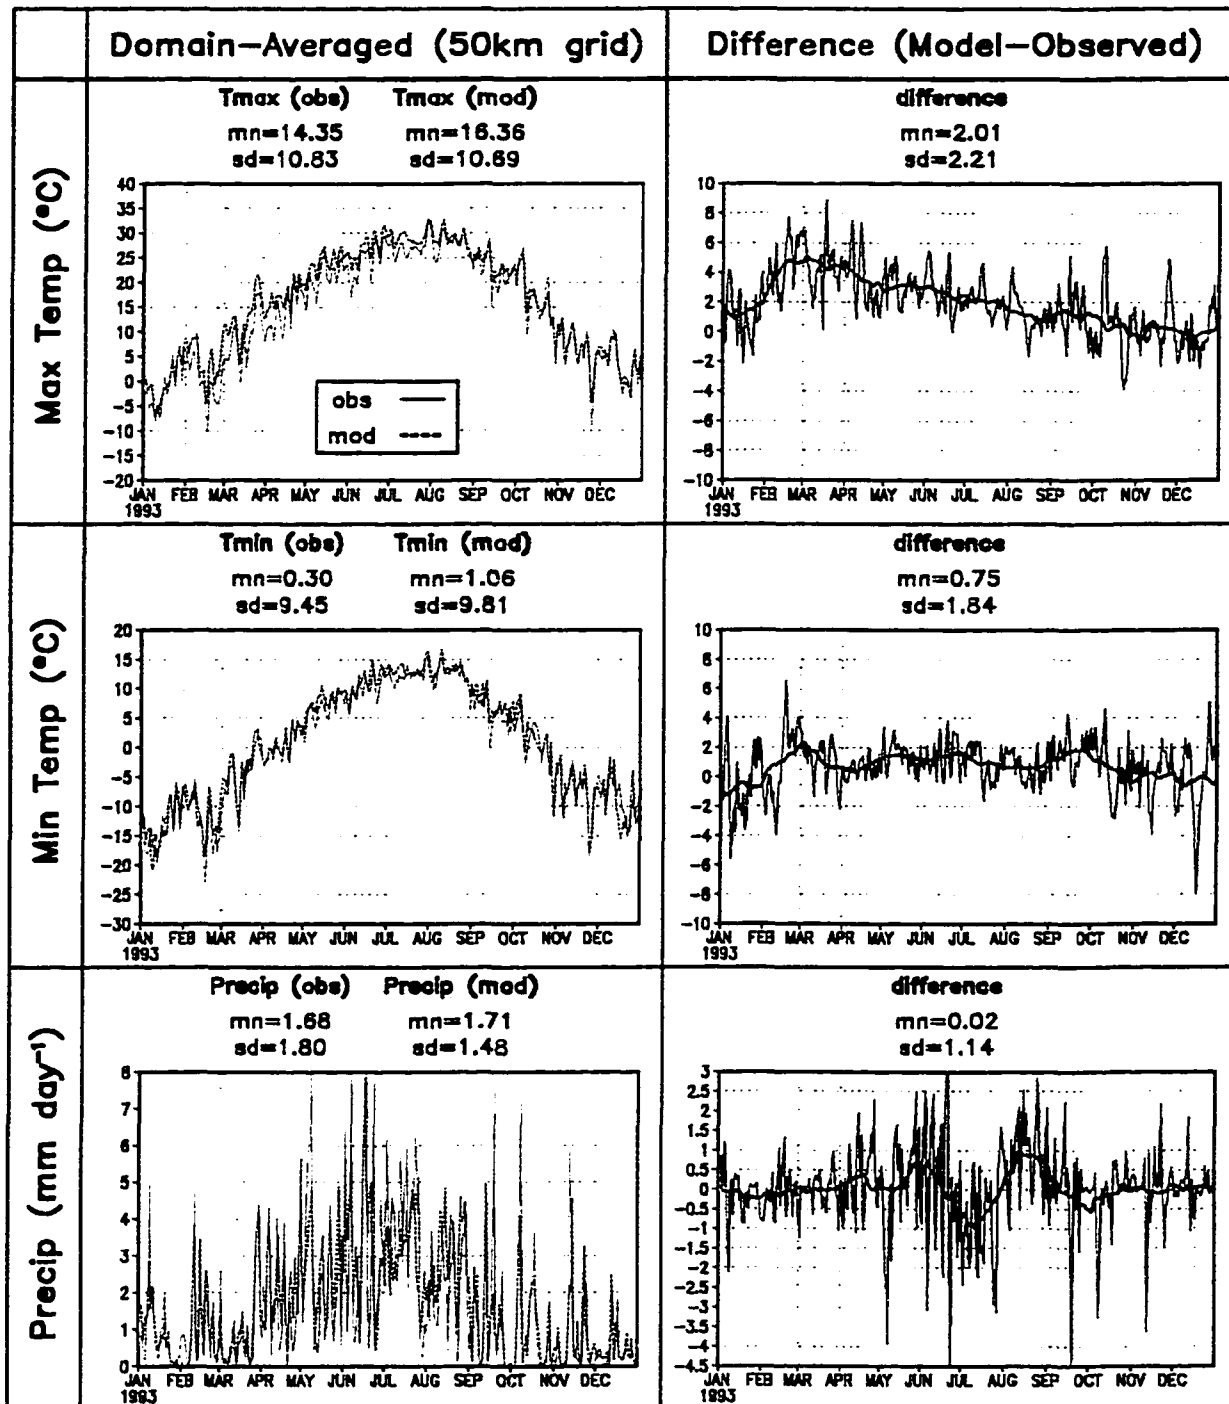 Domain-Averaged (50km grid)
Difference (Model-Observed)
Max Temp (°C)
Tmax (obs) Tmax (mod)
mn=14.35 mn=16.36
sd=10.83 sd=10.69
40
35
30
25
20
15
10
5
0
-5
-10
-15
-20
obs
mod
JAN FEB MAR APR MAY JUN JUL AUG SEP OCT NOV DEC
1993
difference
mn=2.01
sd=2.21
10
8
6
4
2
0
-2
-4
-6
-8
-10
JAN FEB MAR APR MAY JUN JUL AUG SEP OCT NOV DEC
1993
Min Temp (°C)
Tmin (obs) Tmin (mod)
mn=0.30 mn=1.06
sd=9.45 sd=9.81
20
15
10
5
0
-5
-10
-15
-20
-25
-30
JAN FEB MAR APR MAY JUN JUL AUG SEP OCT NOV DEC
1993
difference
mn=0.75
sd=1.84
10
8
6
4
2
0
-2
-4
-6
-8
-10
JAN FEB MAR APR MAY JUN JUL AUG SEP OCT NOV DEC
1993
Precip (mm day⁻¹)
Precip (obs) Precip (mod)
mn=1.68 mn=1.71
sd=1.80 sd=1.48
8
7
6
5
4
3
2
1
0
JAN FEB MAR APR MAY JUN JUL AUG SEP OCT NOV DEC
1993
difference
mn=0.02
sd=1.14
3
2.5
2
1.5
1
0.5
0
-0.5
-1
-1.5
-2
-2.5
-3
-3.5
-4
-4.5
JAN FEB MAR APR MAY JUN JUL AUG SEP OCT NOV DEC
1993